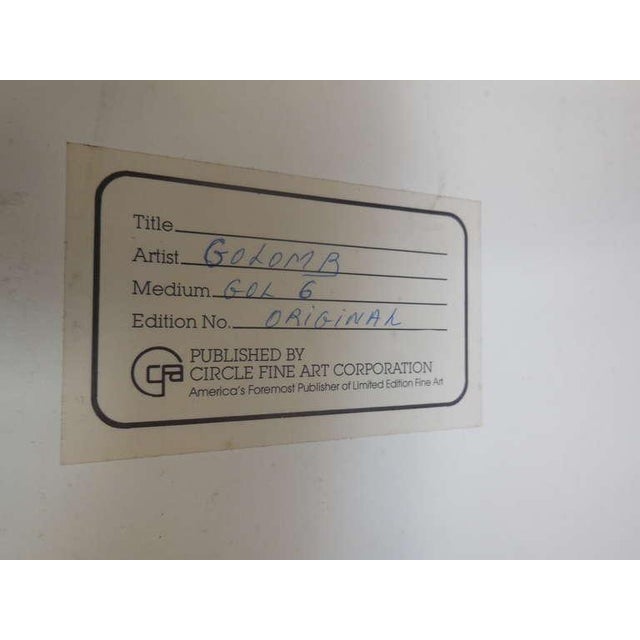 Title
Artist GOLOMB
Medium GOL 6
Edition No. ORIGINAL
cfa
PUBLISHED BY
CIRCLE FINE ART CORPORATION
America's Foremost Publisher of Limited Edition Fine Art